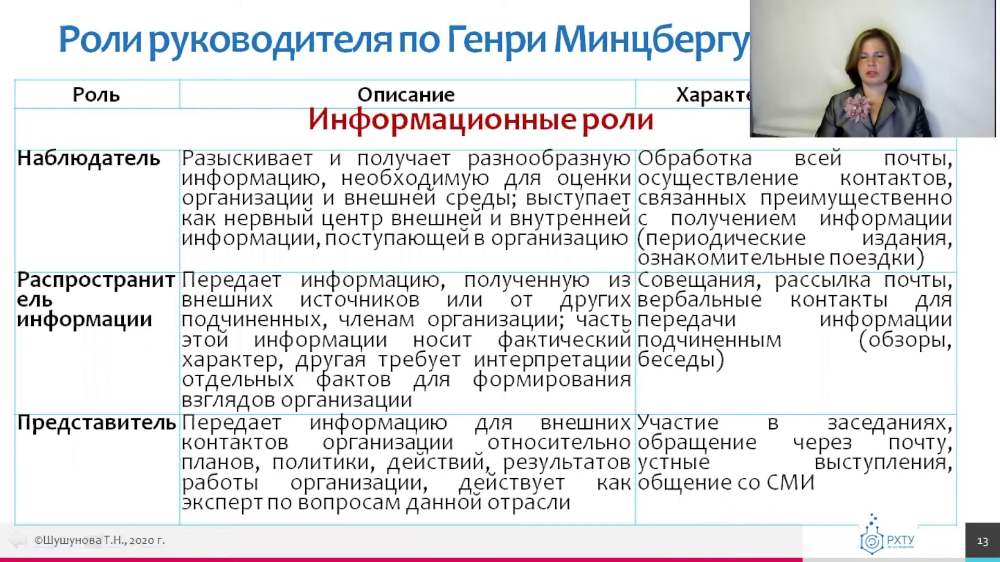 Роли руководителя по Генри Минцбергу
Роль
Описание
Характе
Информационные роли
Наблюдатель
Разыскивает и получает разнообразную
информацию, необходимую для оценки
организации и внешней среды; выступает
как нервный центр внешней и внутренней
информации, поступающей в организацию
Обработка всей почты,
осуществление контактов,
связанных преимущественно
с получением информации
(периодические издания,
ознакомительные поездки)
Распространит
ель
информации
Передает информацию, полученную из
внешних источников или от других
подчиненных, членам организации; часть
этой информации носит фактический
характер, другая требует интерпретации
отдельных фактов для формирования
взглядов организации
Совещания, рассылка почты,
вербальные контакты для
передачи информации
подчиненным (обзоры,
беседы)
Представитель
Передает информацию для внешних
контактов организации относительно
планов, политики, действий, результатов
работы организации, действует как
эксперт по вопросам данной отрасли
Участие в заседаниях,
обращение через почту,
устные выступления,
общение со СМИ
©Шушунова Т.Н., 2020 г.
РХТУ
13